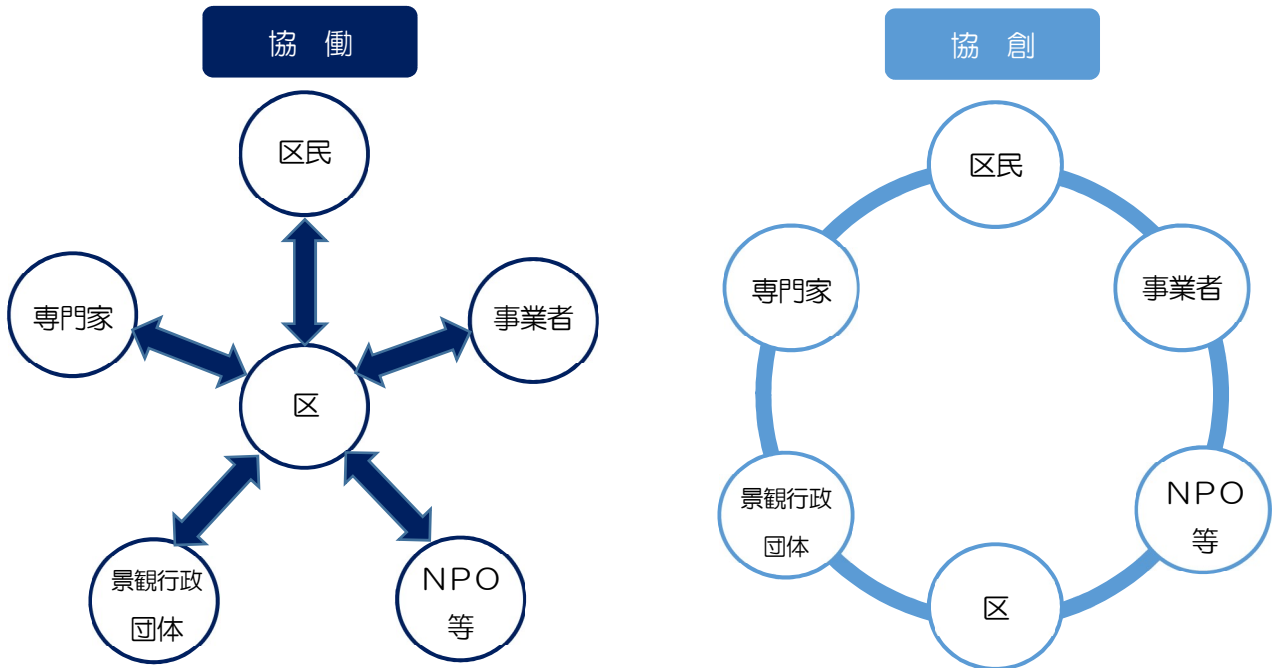 協 働
区民
専門家
事業者
区
景観行政
団体
NPO
等
協 創
区民
専門家
事業者
景観行政
団体
NPO
等
区